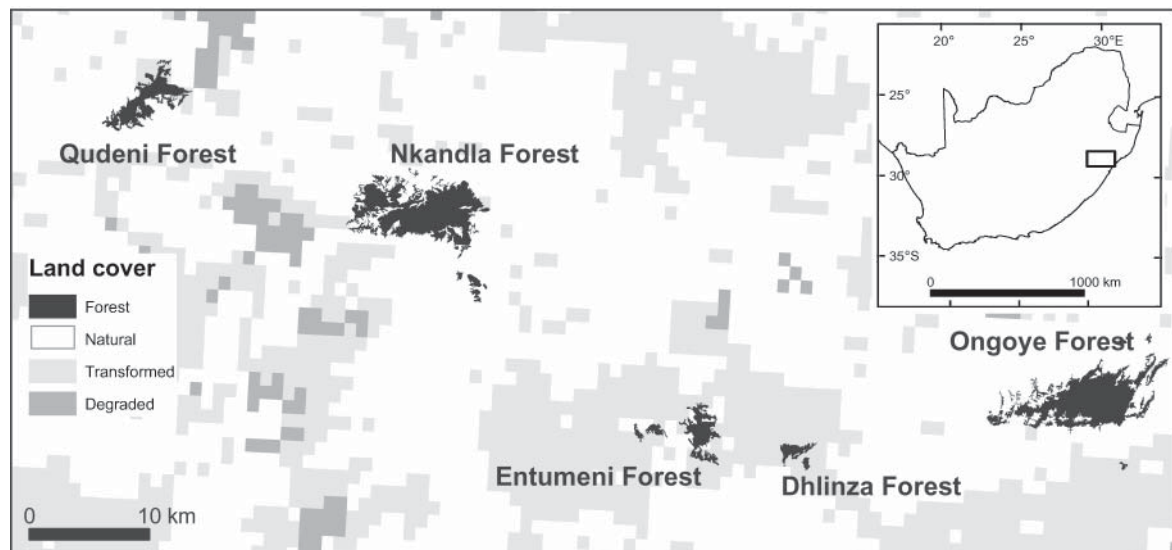 20°
25°
30°E
25°
30°
35°S
0
1000 km
Qudeni Forest
Nkandla Forest
Land cover
Forest
Natural
Transformed
Degraded
Ongoye Forest
Entumeni Forest
Dhlinza Forest
0
10 km